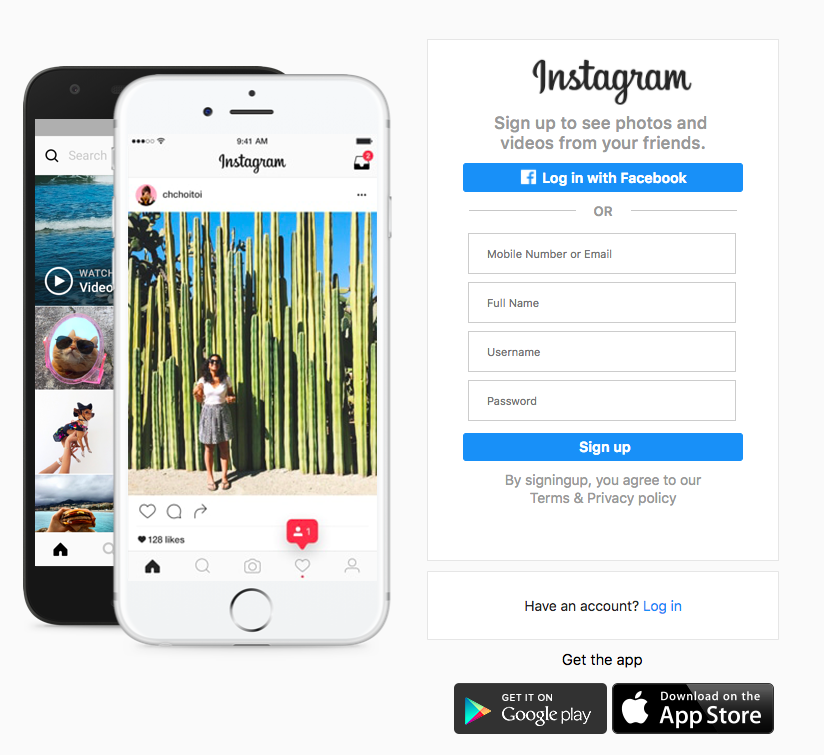 Search
WATCH
Video
9:41 AM
Instagram
2
chchoitoi
128 likes
1
Instagram
Sign up to see photos and
videos from your friends.
Log in with Facebook
OR
Mobile Number or Email
Full Name
Username
Password
Sign up
By signingup, you agree to our
Terms & Privacy policy
Have an account? Log in
Get the app
GET IT ON
Google play
Download on the
App Store